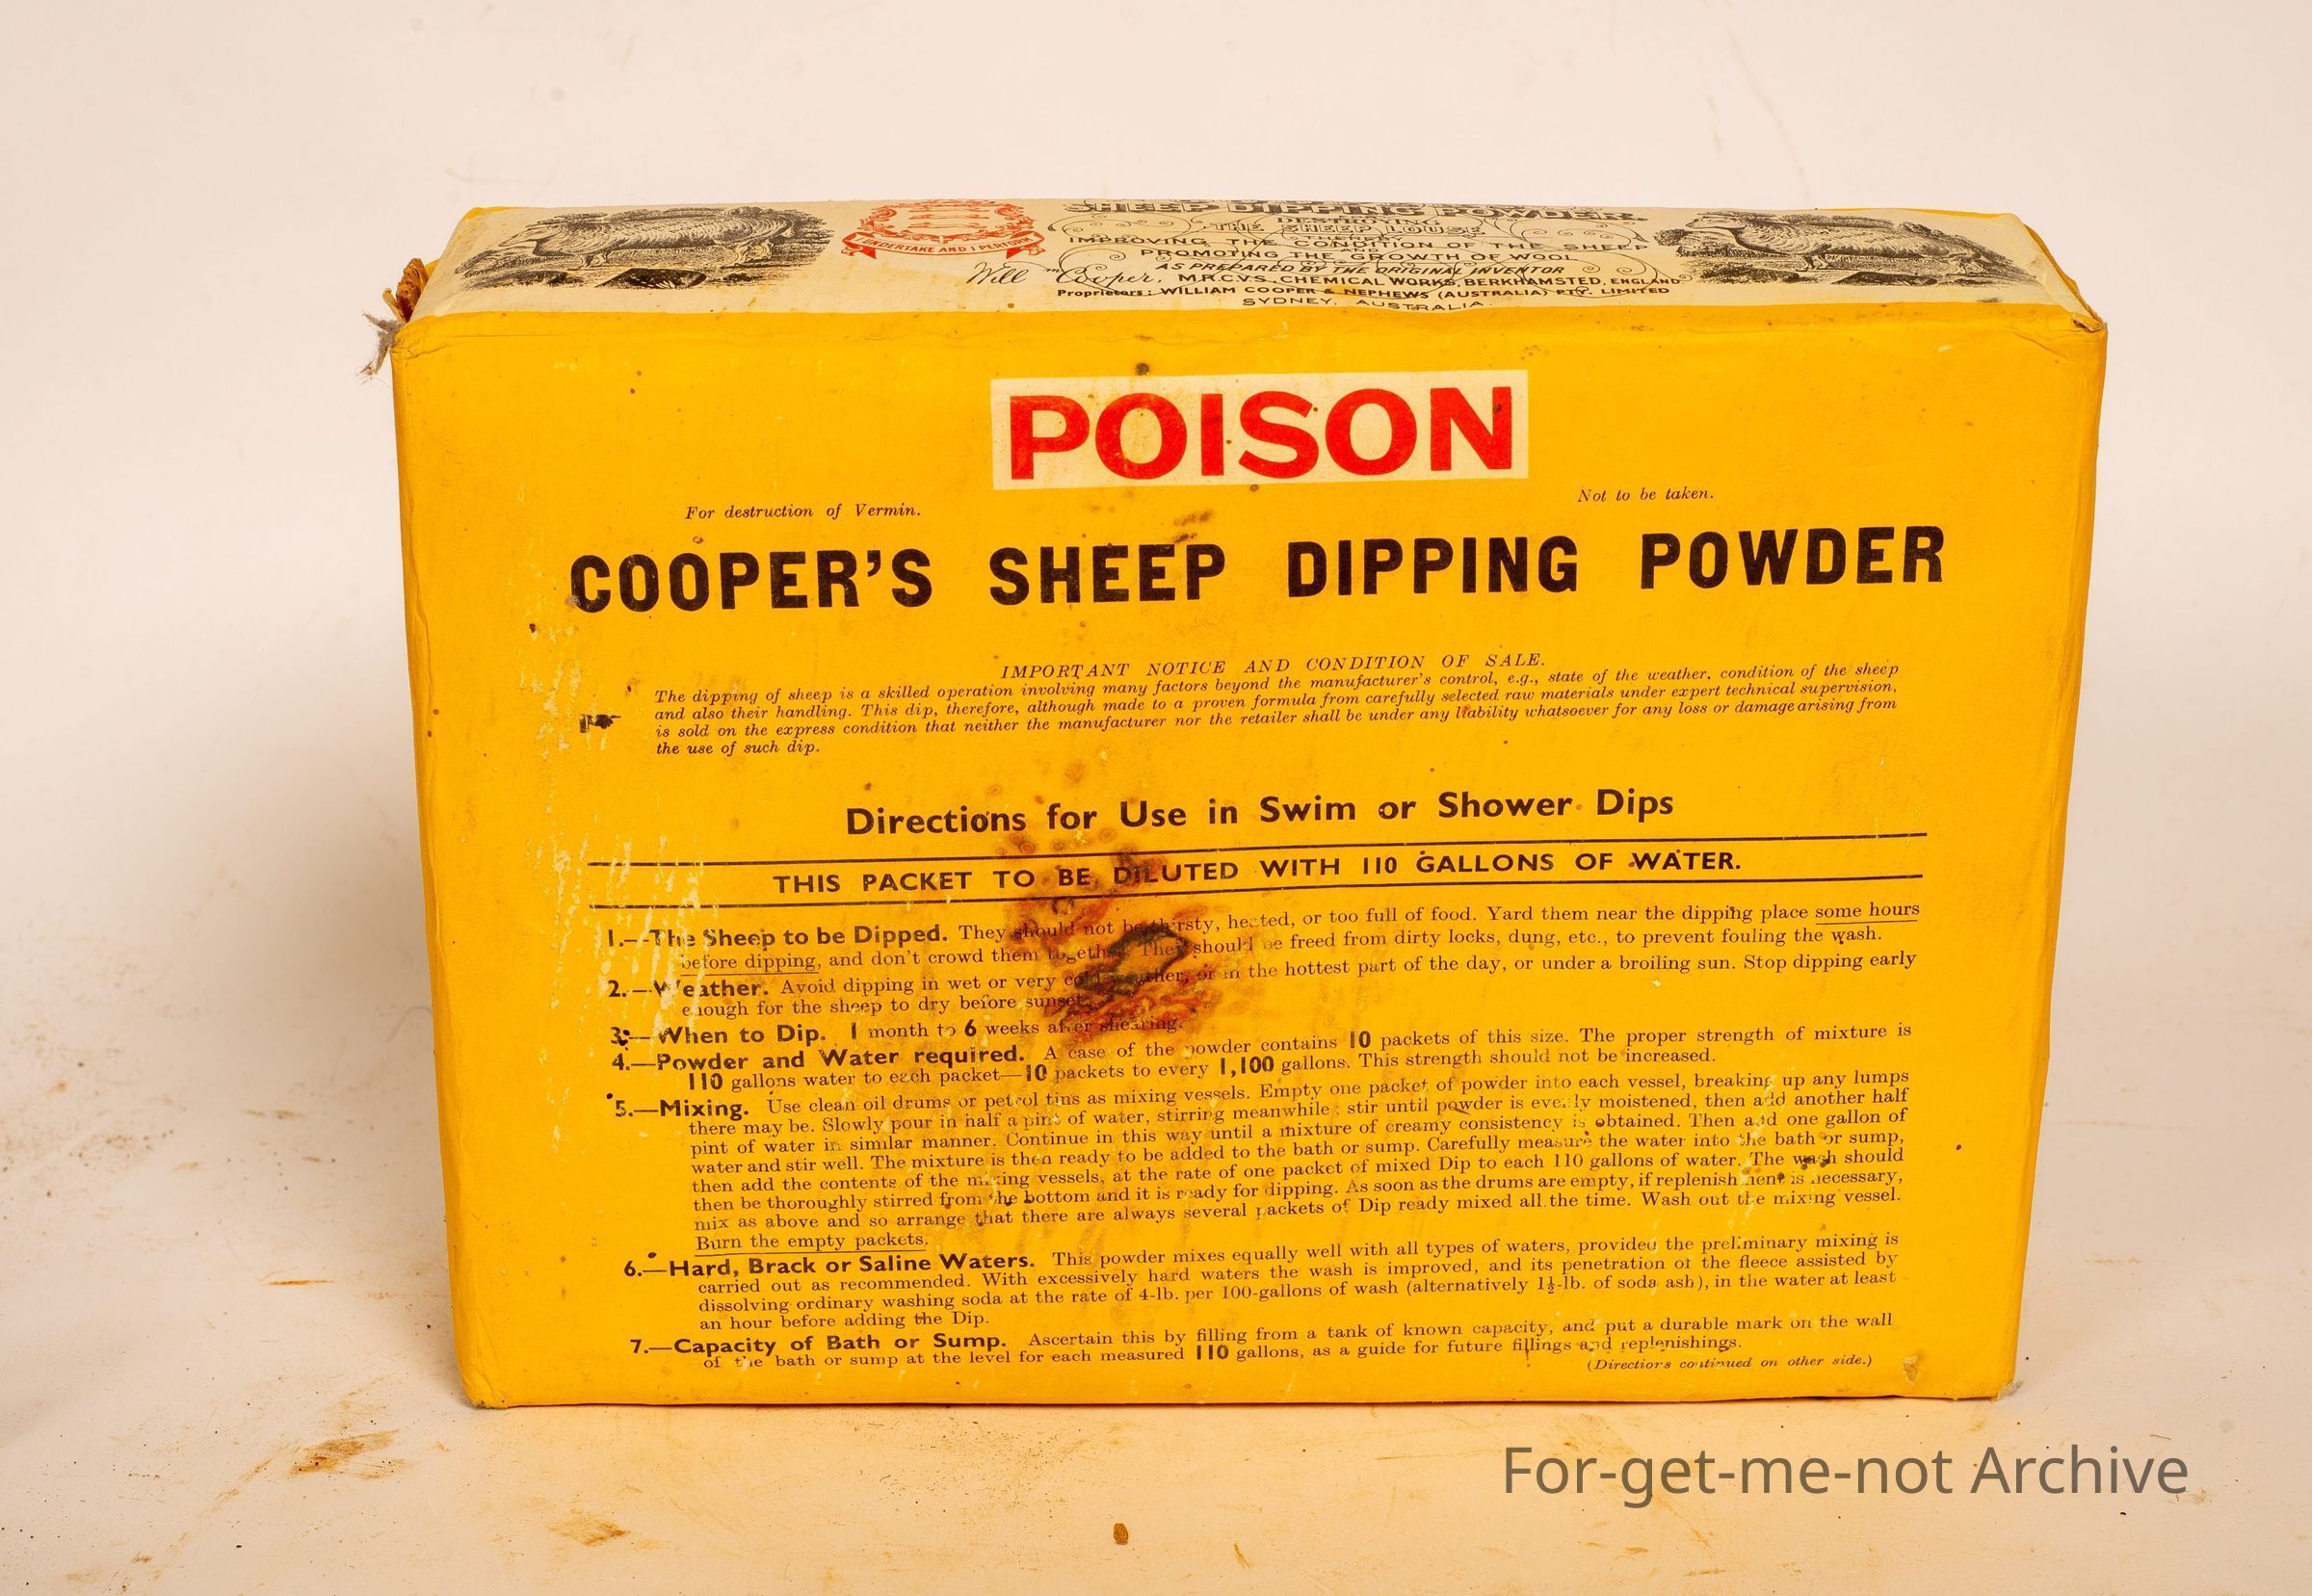 UNDERTAKE AND I PERFORM
SHEEP DIPPING POWDER.
DESTROYING
THE SHEEP LOUSE
IMPROVING THE CONDITION OF THE SHEEP
AND
PROMOTING THE GROWTH OF WOOL
AS PREPARED BY THE ORIGINAL INVENTOR
Will^m Cooper, M.R.C.V.S. CHEMICAL WORKS, BERKHAMSTED, ENGLAND
Proprietors: WILLIAM COOPER & NEPHEWS (AUSTRALIA) PTY. LIMITED
SYDNEY, AUSTRALIA.
POISON
For destruction of Vermin. Not to be taken.
COOPER'S SHEEP DIPPING POWDER
IMPORTANT NOTICE AND CONDITION OF SALE.
The dipping of sheep is a skilled operation involving many factors beyond the manufacturer's control, e.g., state of the weather, condition of the sheep
and also their handling. This dip, therefore, although made to a proven formula from carefully selected raw materials under expert technical supervision,
is sold on the express condition that neither the manufacturer nor the retailer shall be under any liability whatsoever for any loss or damage arising from
the use of such dip.
Directions for Use in Swim or Shower Dips
THIS PACKET TO BE DILUTED WITH 110 GALLONS OF WATER.
1.—The Sheep to be Dipped. They should not be thirsty, heated, or too full of food. Yard them near the dipping place some hours
before dipping, and don't crowd them together. They should be freed from dirty locks, dung, etc., to prevent fouling the wash.
2.—Weather. Avoid dipping in wet or very cold weather, or in the hottest part of the day, or under a broiling sun. Stop dipping early
enough for the sheep to dry before sunset.
3.—When to Dip. 1 month to 6 weeks after shearing.
4.—Powder and Water required. A case of the powder contains 10 packets of this size. The proper strength of mixture is
110 gallons water to each packet—10 packets to every 1,100 gallons. This strength should not be increased.
5.—Mixing. Use clean oil drums or petrol tins as mixing vessels. Empty one packet of powder into each vessel, breaking up any lumps
there may be. Slowly pour in half a pint of water, stirring meanwhile; stir until powder is evenly moistened, then add another half
pint of water in similar manner. Continue in this way until a mixture of creamy consistency is obtained. Then add one gallon of
water and stir well. The mixture is then ready to be added to the bath or sump. Carefully measure the water into the bath or sump,
then add the contents of the mixing vessels, at the rate of one packet of mixed Dip to each 110 gallons of water. The wash should
then be thoroughly stirred from the bottom and it is ready for dipping. As soon as the drums are empty, if replenishment is necessary,
mix as above and so arrange that there are always several packets of Dip ready mixed all the time. Wash out the mixing vessel.
Burn the empty packets.
6.—Hard, Brack or Saline Waters. This powder mixes equally well with all types of waters, provided the preliminary mixing is
carried out as recommended. With excessively hard waters the wash is improved, and its penetration of the fleece assisted by
dissolving ordinary washing soda at the rate of 4-lb. per 100-gallons of wash (alternatively 1½-lb. of soda ash), in the water at least
an hour before adding the Dip.
7.—Capacity of Bath or Sump. Ascertain this by filling from a tank of known capacity, and put a durable mark on the wall
of the bath or sump at the level for each measured 110 gallons, as a guide for future fillings and replenishings.
(Directions continued on other side.)
For-get-me-not Archive